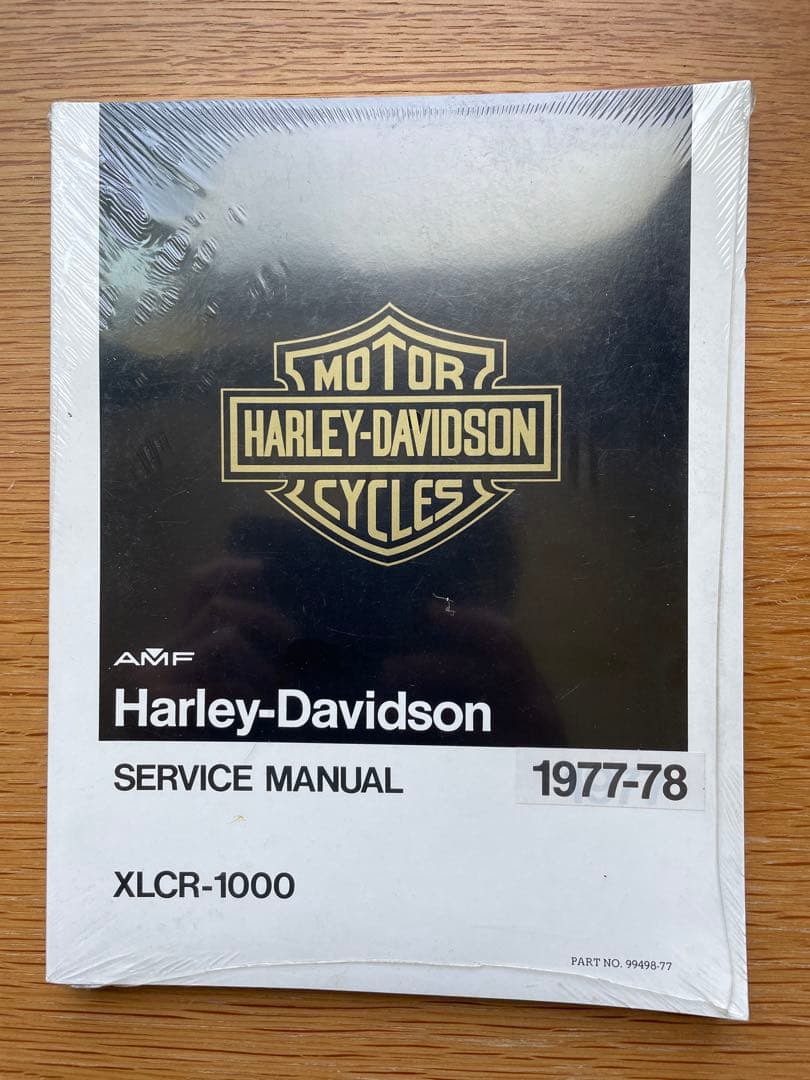 MOTOR
HARLEY-DAVIDSON
CYCLES
AMF
Harley-Davidson
SERVICE MANUAL
1977-78
XLCR-1000
PART NO. 99498-77